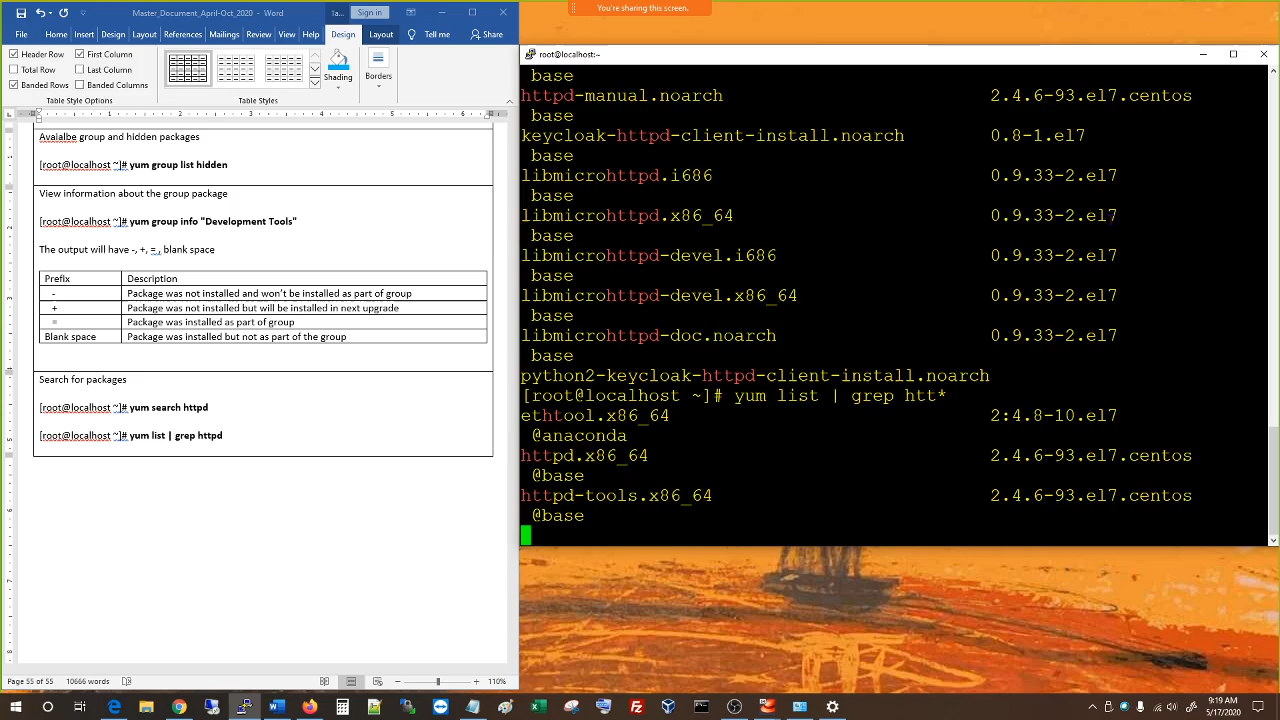 Master_Document_April-Oct_2020 - Word
Ta...
Sign in
You're sharing this screen.
File
Home
Insert
Design
Layout
References
Mailings
Review
View
Help
Design
Layout
Tell me
Share
Header Row
First Column
Total Row
Last Column
Banded Rows
Banded Columns
Table Style Options
Table Styles
Shading
Borders
1 2 3 4 5 6
Avaialbe group and hidden packages
[root@localhost ~]# yum group list hidden
View information about the group package
[root@localhost ~]# yum group info "Development Tools"
The output will have -, +, = , blank space
Prefix Description
- Package was not installed and won't be installed as part of group
+ Package was not installed but will be installed in next upgrade
= Package was installed as part of group
Blank space Package was installed but not as part of the group
Search for packages
[root@localhost ~]# yum search httpd
[root@localhost ~]# yum list | grep httpd
Page 55 of 55
10666 words
110%
root@localhost:~
base
httpd-manual.noarch 2.4.6-93.el7.centos
base
keycloak-httpd-client-install.noarch 0.8-1.el7
base
libmicrohttpd.i686 0.9.33-2.el7
base
libmicrohttpd.x86_64 0.9.33-2.el7
base
libmicrohttpd-devel.i686 0.9.33-2.el7
base
libmicrohttpd-devel.x86_64 0.9.33-2.el7
base
libmicrohttpd-doc.noarch 0.9.33-2.el7
base
python2-keycloak-httpd-client-install.noarch
[root@localhost ~]# yum list | grep htt*
ethtool.x86_64 2:4.8-10.el7
@anaconda
httpd.x86_64 2.4.6-93.el7.centos
@base
httpd-tools.x86_64 2.4.6-93.el7.centos
@base
9:19 AM
5/17/2020